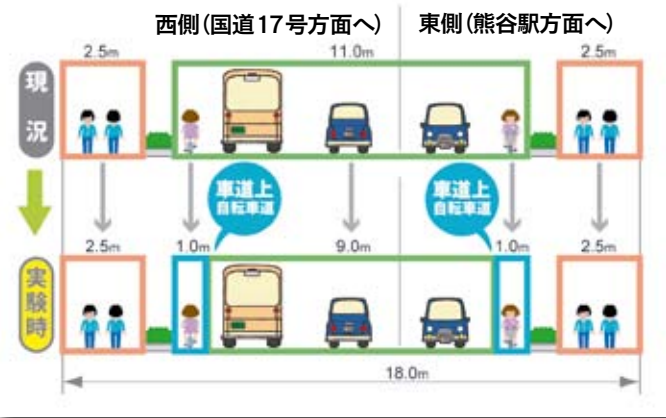 西側（国道17号方面へ） 東側（熊谷駅方面へ）
2.5m 11.0m 2.5m
現況
車道上
自転車道
車道上
自転車道
2.5m 1.0m 9.0m 1.0m 2.5m
実験時
18.0m